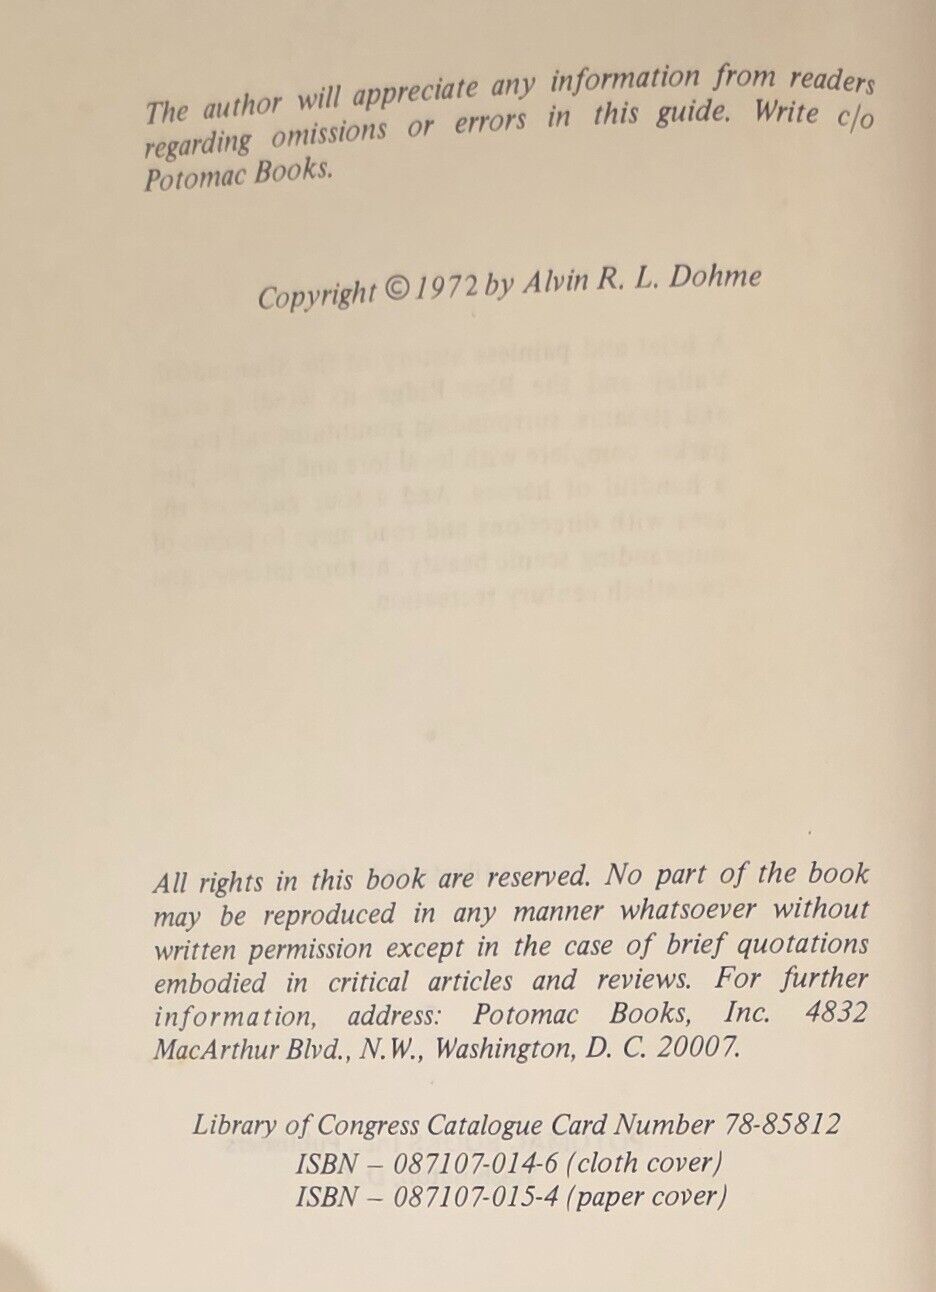 The author will appreciate any information from readers
regarding omissions or errors in this guide. Write c/o
Potomac Books.
Copyright © 1972 by Alvin R. L. Dohme
All rights in this book are reserved. No part of the book
may be reproduced in any manner whatsoever without
written permission except in the case of brief quotations
embodied in critical articles and reviews. For further
information, address: Potomac Books, Inc. 4832
MacArthur Blvd., N.W., Washington, D. C. 20007.
Library of Congress Catalogue Card Number 78-85812
ISBN – 087107-014-6 (cloth cover)
ISBN – 087107-015-4 (paper cover)